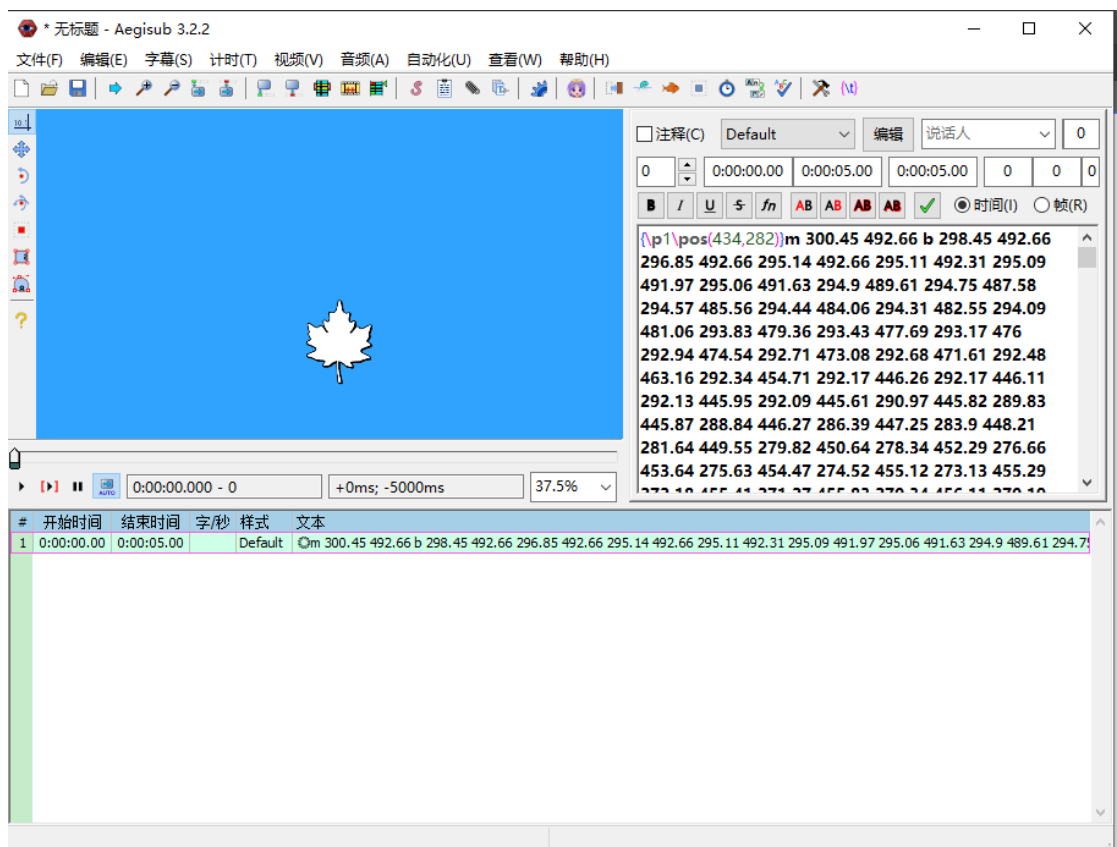 * 无标题 - Aegisub 3.2.2
文件(F) 编辑(E) 字幕(S) 计时(T) 视频(V) 音频(A) 自动化(U) 查看(W) 帮助(H)
注释(C) Default 编辑 说话人 0
0 0:00:00.00 0:00:05.00 0:00:05.00 0 0 0
B I U S fn AB AB AB AB 时间(I) 帧(R)
{\p1\pos(434,282)}m 300.45 492.66 b 298.45 492.66
296.85 492.66 295.14 492.66 295.11 492.31 295.09
491.97 295.06 491.63 294.9 489.61 294.75 487.58
294.57 485.56 294.44 484.06 294.31 482.55 294.09
481.06 293.83 479.36 293.43 477.69 293.17 476
292.94 474.54 292.71 473.08 292.68 471.61 292.48
463.16 292.34 454.71 292.17 446.26 292.17 446.11
292.13 445.95 292.09 445.61 290.97 445.82 289.83
445.87 288.84 446.27 286.39 447.25 283.9 448.21
281.64 449.55 279.82 450.64 278.34 452.29 276.66
453.64 275.63 454.47 274.52 455.12 273.13 455.29
AUTO 0:00:00.000 - 0 +0ms; -5000ms 37.5%
# 开始时间 结束时间 字/秒 样式 文本
1 0:00:00.00 0:00:05.00 Default m 300.45 492.66 b 298.45 492.66 296.85 492.66 295.14 492.66 295.11 492.31 295.09 491.97 295.06 491.63 294.9 489.61